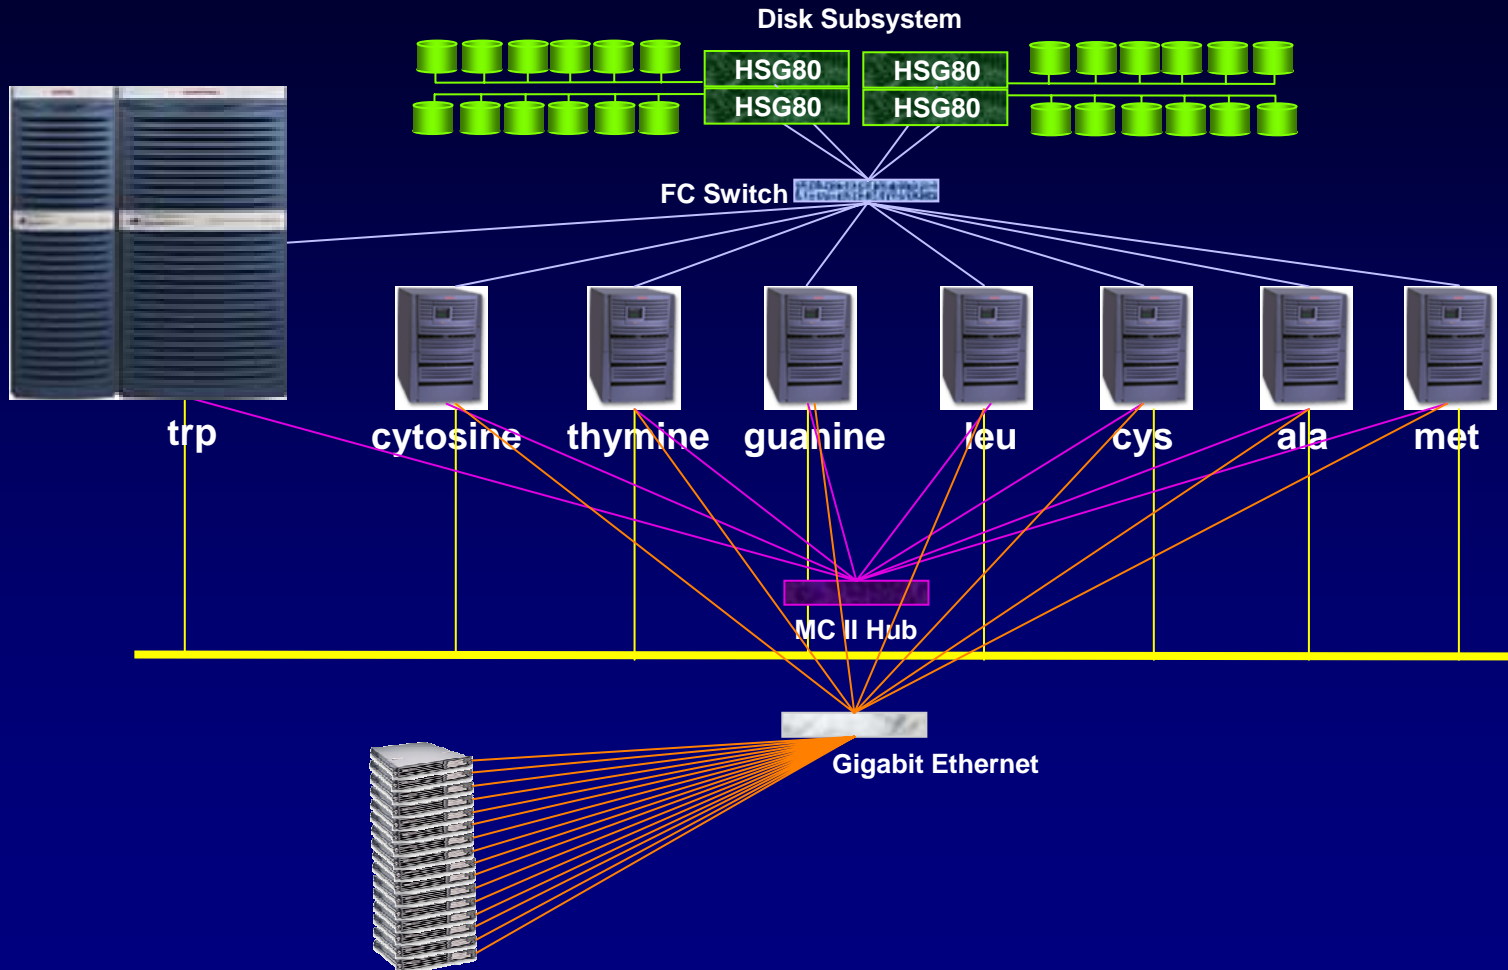 Disk Subsystem
HSG80
HSG80
HSG80
HSG80
FC Switch
trp
cytosine
thymine
guanine
leu
cys
ala
met
MC II Hub
Gigabit Ethernet